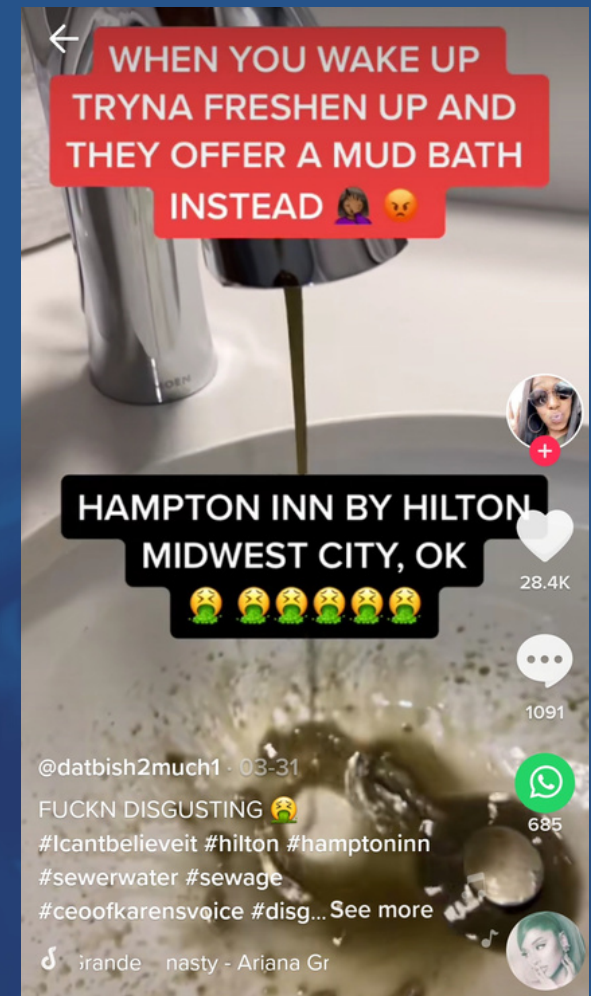 WHEN YOU WAKE UP
TRYNA FRESHEN UP AND
THEY OFFER A MUD BATH
INSTEAD 🤦🏾‍♀️ 😡
MOEN
HAMPTON INN BY HILTON
MIDWEST CITY, OK
🤮 🤮🤮🤮🤮🤮
28.4K
1091
685
@datbish2much1 · 03-31
FUCKN DISGUSTING 🤮
#Icantbelieveit #hilton #hamptoninn
#sewerwater #sewage
#ceoofkarensvoice #disg... See more
Grande nasty - Ariana Gr